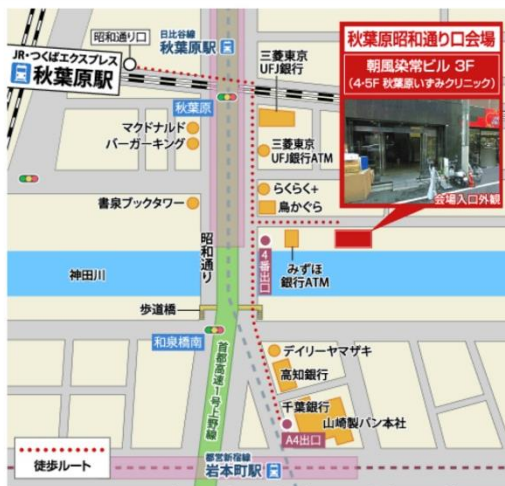 JR・つくばエクスプレス
秋葉原駅
昭和通り口
日比谷線
秋葉原駅
三菱東京
UFJ銀行
秋葉原昭和通り口会場
朝風染常ビル 3F
(4・5F 秋葉原いずみクリニック)
会場入口外観
秋葉原
マクドナルド
バーガーキング
三菱東京
UFJ銀行ATM
書泉ブックタワー
らくらく+
鳥かぐら
昭和通り
4番出口
みずほ
銀行ATM
神田川
歩道橋
和泉橋南
首都高速1号上野線
デイリーヤマザキ
高知銀行
千葉銀行
山崎製パン本社
A4出口
徒歩ルート
都営新宿線
岩本町駅